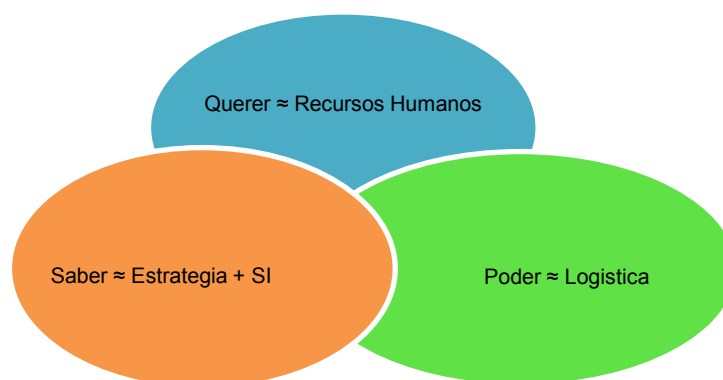 Querer ≈ Recursos Humanos
Saber ≈ Estrategia + SI
Poder ≈ Logistica